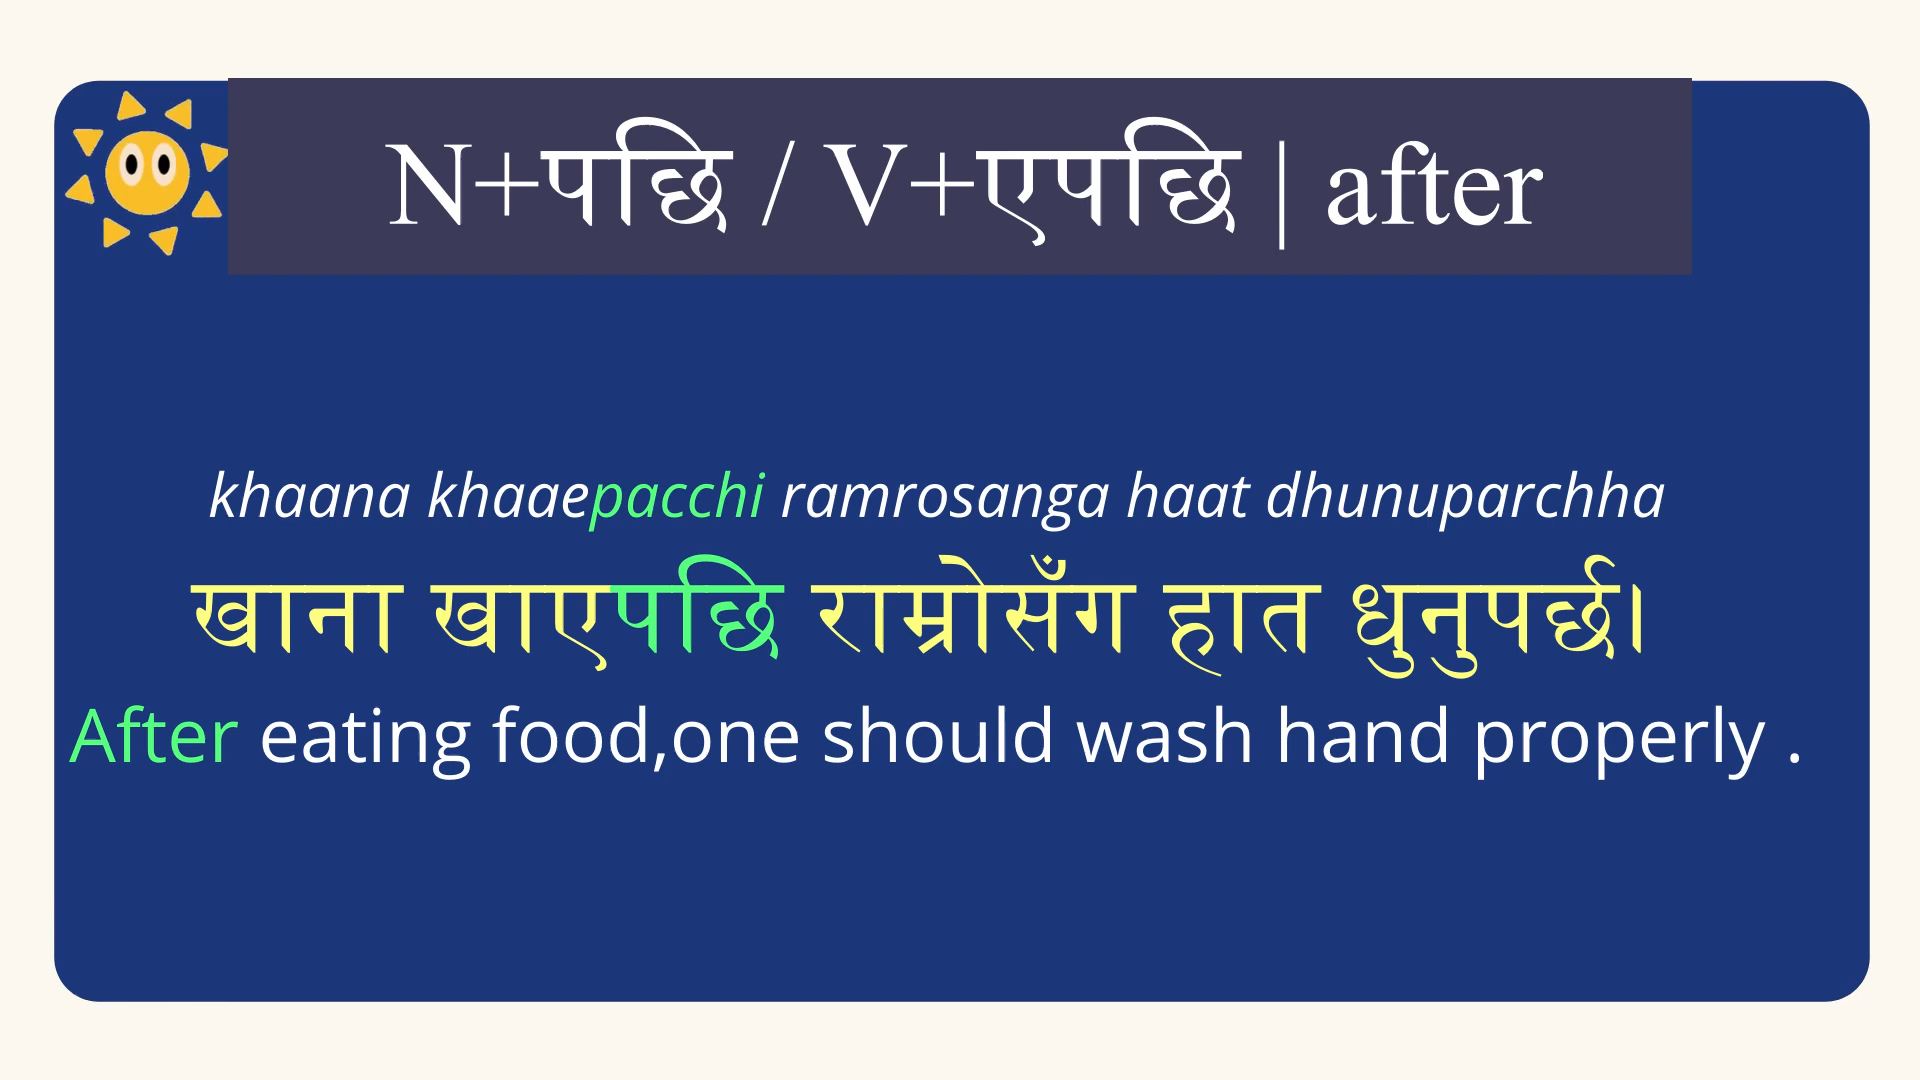 N+पछि / V+एपछि | after
khaana khaaepacchi ramrosanga haat dhunuparchha
खाना खाएपछि राम्रोसँग हात धुनुपर्छ।
After eating food,one should wash hand properly .